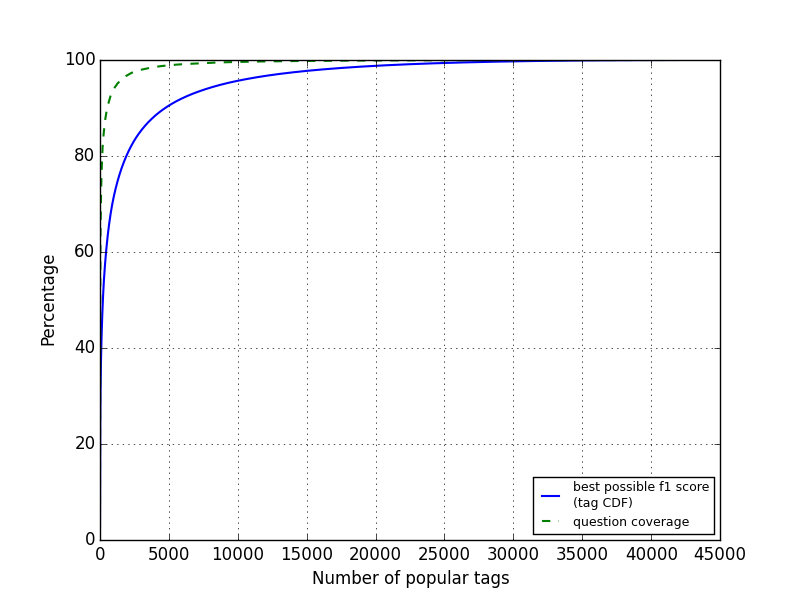 100
80
60
40
20
0
Percentage
best possible f1 score
(tag CDF)
question coverage
0 5000 10000 15000 20000 25000 30000 35000 40000 45000
Number of popular tags